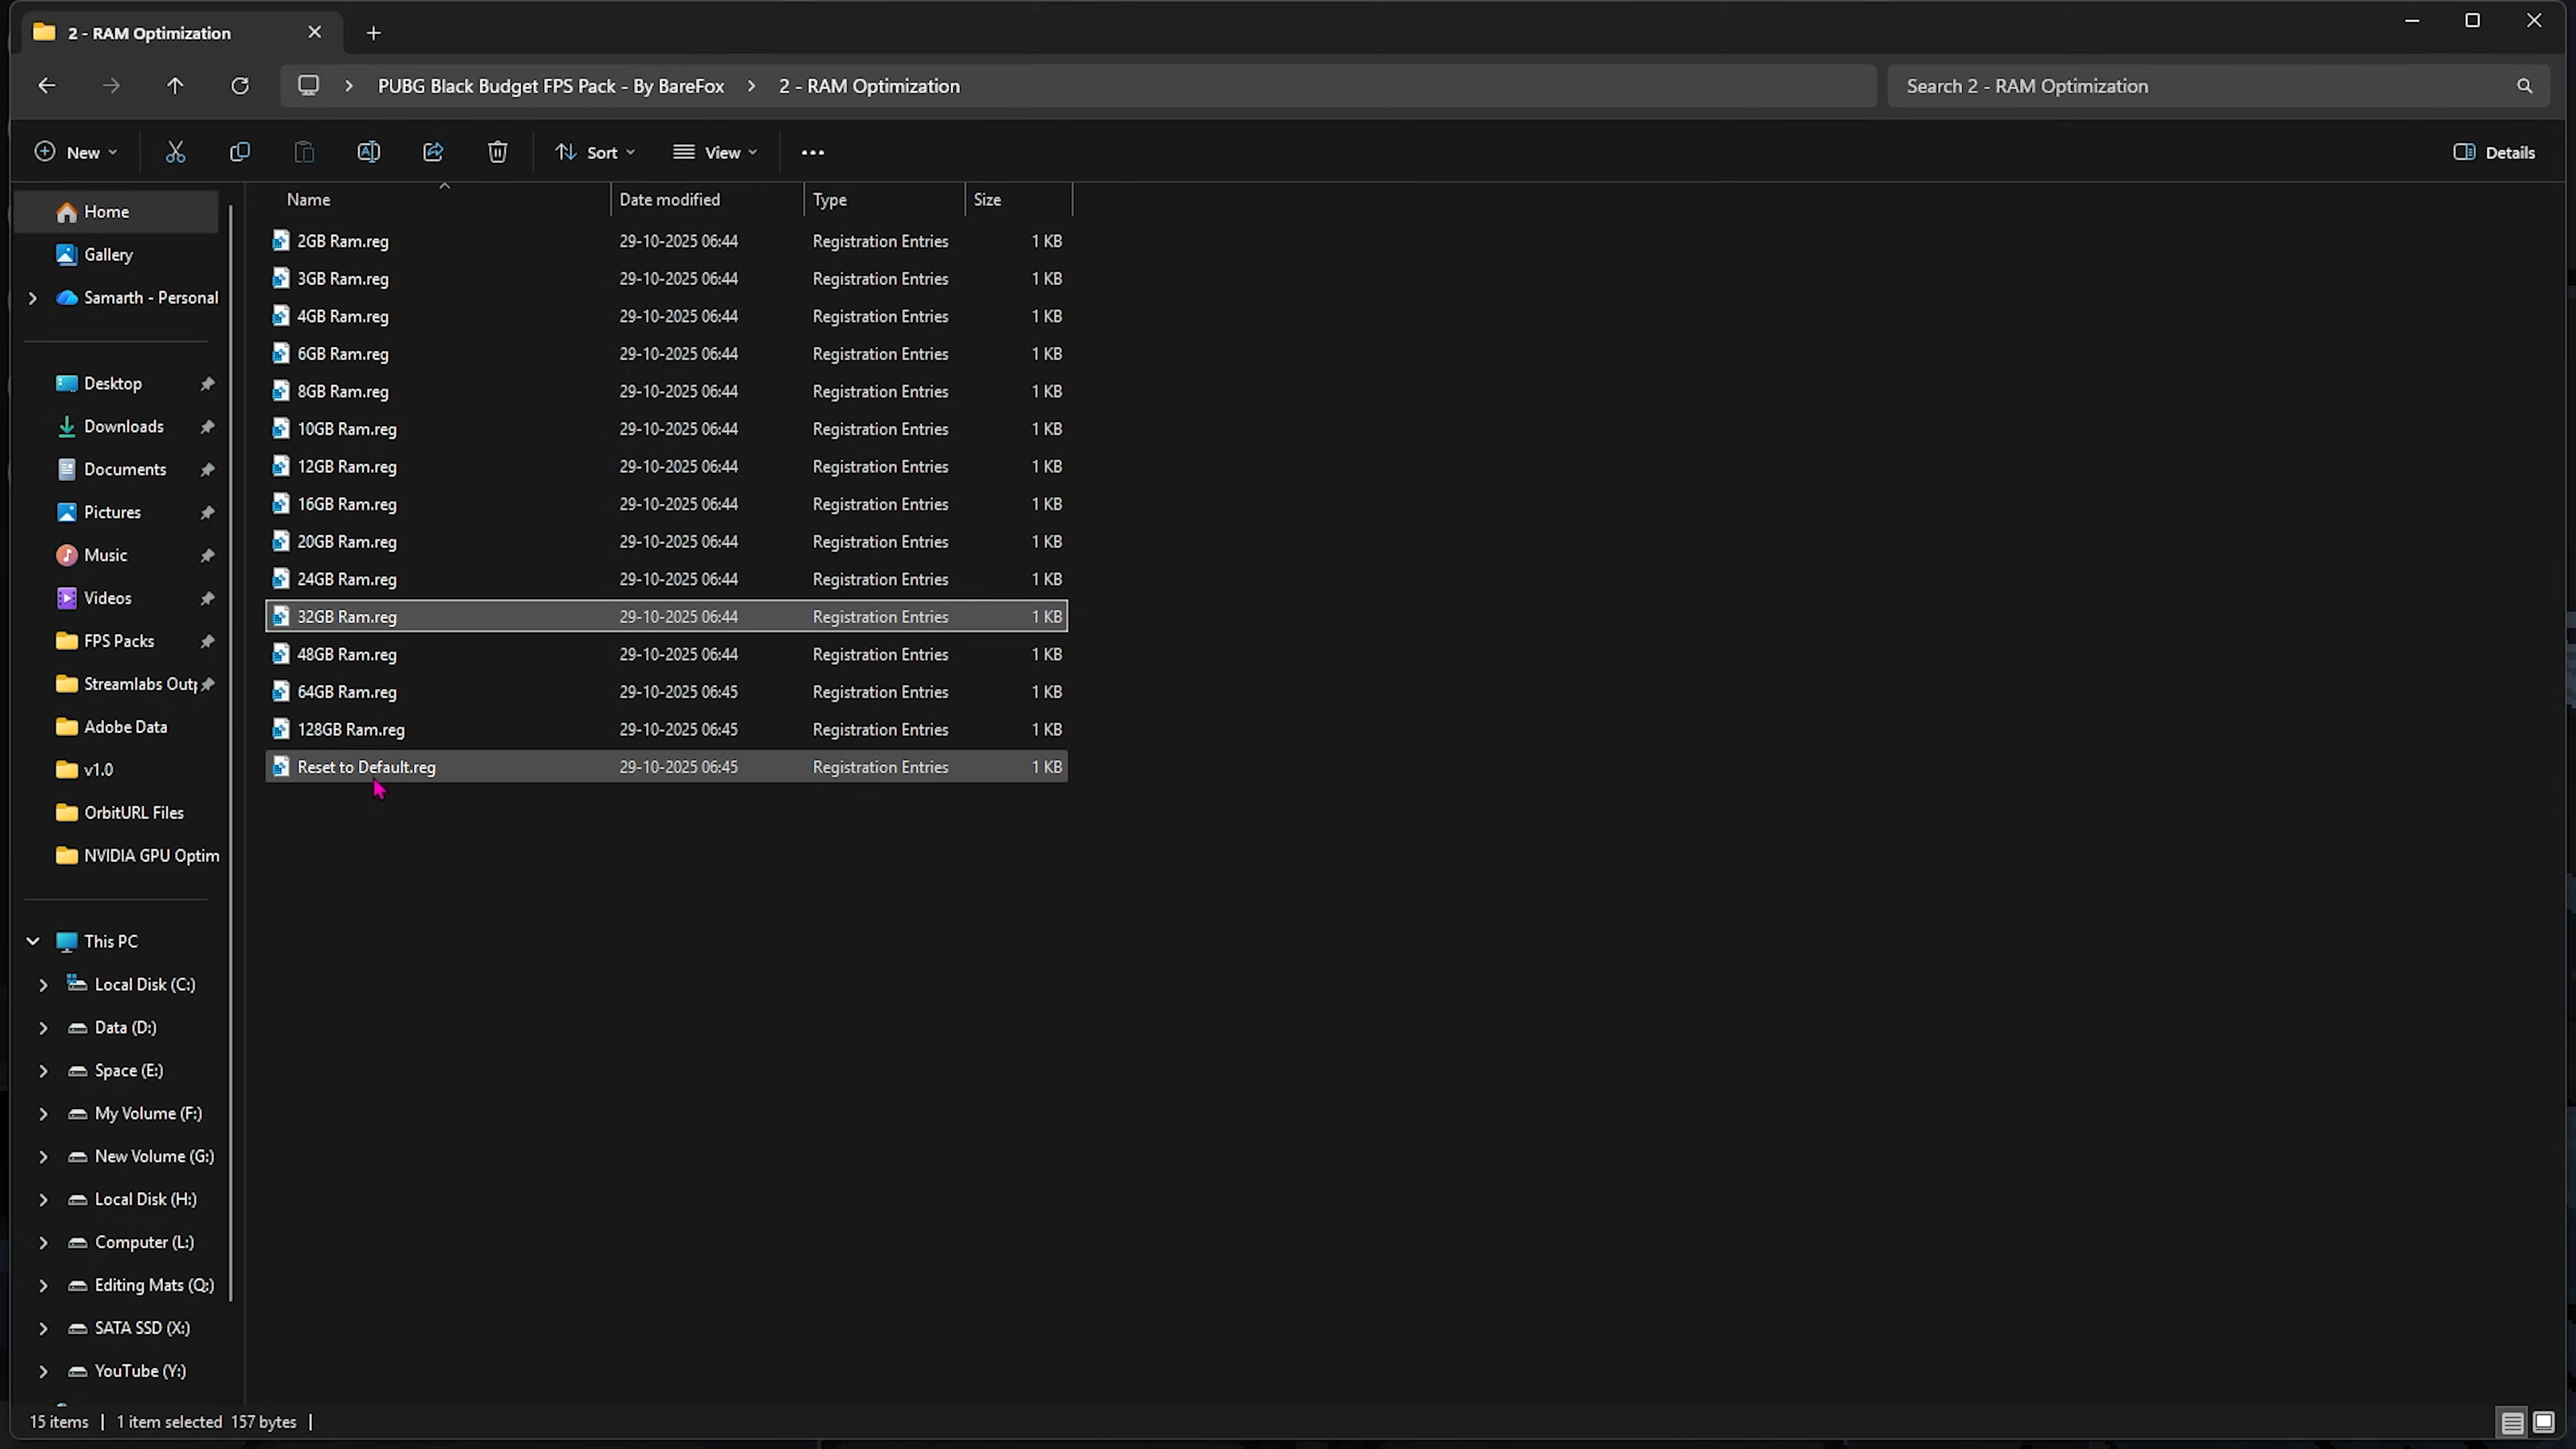 2 - RAM Optimization
PUBG Black Budget FPS Pack - By BareFox 2 - RAM Optimization
Search 2 - RAM Optimization
New Sort View Details
Name Date modified Type Size
2GB Ram.reg 29-10-2025 06:44 Registration Entries 1 KB
3GB Ram.reg 29-10-2025 06:44 Registration Entries 1 KB
4GB Ram.reg 29-10-2025 06:44 Registration Entries 1 KB
6GB Ram.reg 29-10-2025 06:44 Registration Entries 1 KB
8GB Ram.reg 29-10-2025 06:44 Registration Entries 1 KB
10GB Ram.reg 29-10-2025 06:44 Registration Entries 1 KB
12GB Ram.reg 29-10-2025 06:44 Registration Entries 1 KB
16GB Ram.reg 29-10-2025 06:44 Registration Entries 1 KB
20GB Ram.reg 29-10-2025 06:44 Registration Entries 1 KB
24GB Ram.reg 29-10-2025 06:44 Registration Entries 1 KB
32GB Ram.reg 29-10-2025 06:44 Registration Entries 1 KB
48GB Ram.reg 29-10-2025 06:44 Registration Entries 1 KB
64GB Ram.reg 29-10-2025 06:45 Registration Entries 1 KB
128GB Ram.reg 29-10-2025 06:45 Registration Entries 1 KB
Reset to Default.reg 29-10-2025 06:45 Registration Entries 1 KB
Home
Gallery
Samarth - Personal
Desktop
Downloads
Documents
Pictures
Music
Videos
FPS Packs
Streamlabs Outp
Adobe Data
v1.0
OrbitURL Files
NVIDIA GPU Optim
This PC
Local Disk (C:)
Data (D:)
Space (E:)
My Volume (F:)
New Volume (G:)
Local Disk (H:)
Computer (L:)
Editing Mats (Q:)
SATA SSD (X:)
YouTube (Y:)
15 items 1 item selected 157 bytes